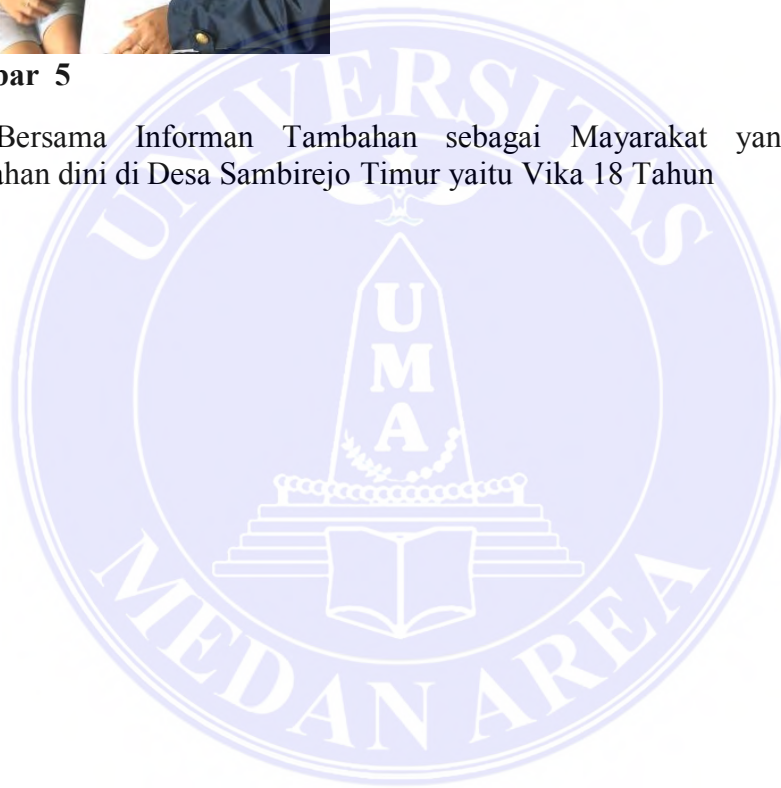 bar 5
Bersama Informan Tambahan sebagai Mayarakat yan
ahan dini di Desa Sambirejo Timur yaitu Vika 18 Tahun
UNIVERSITAS
UMA
MEDAN AREA